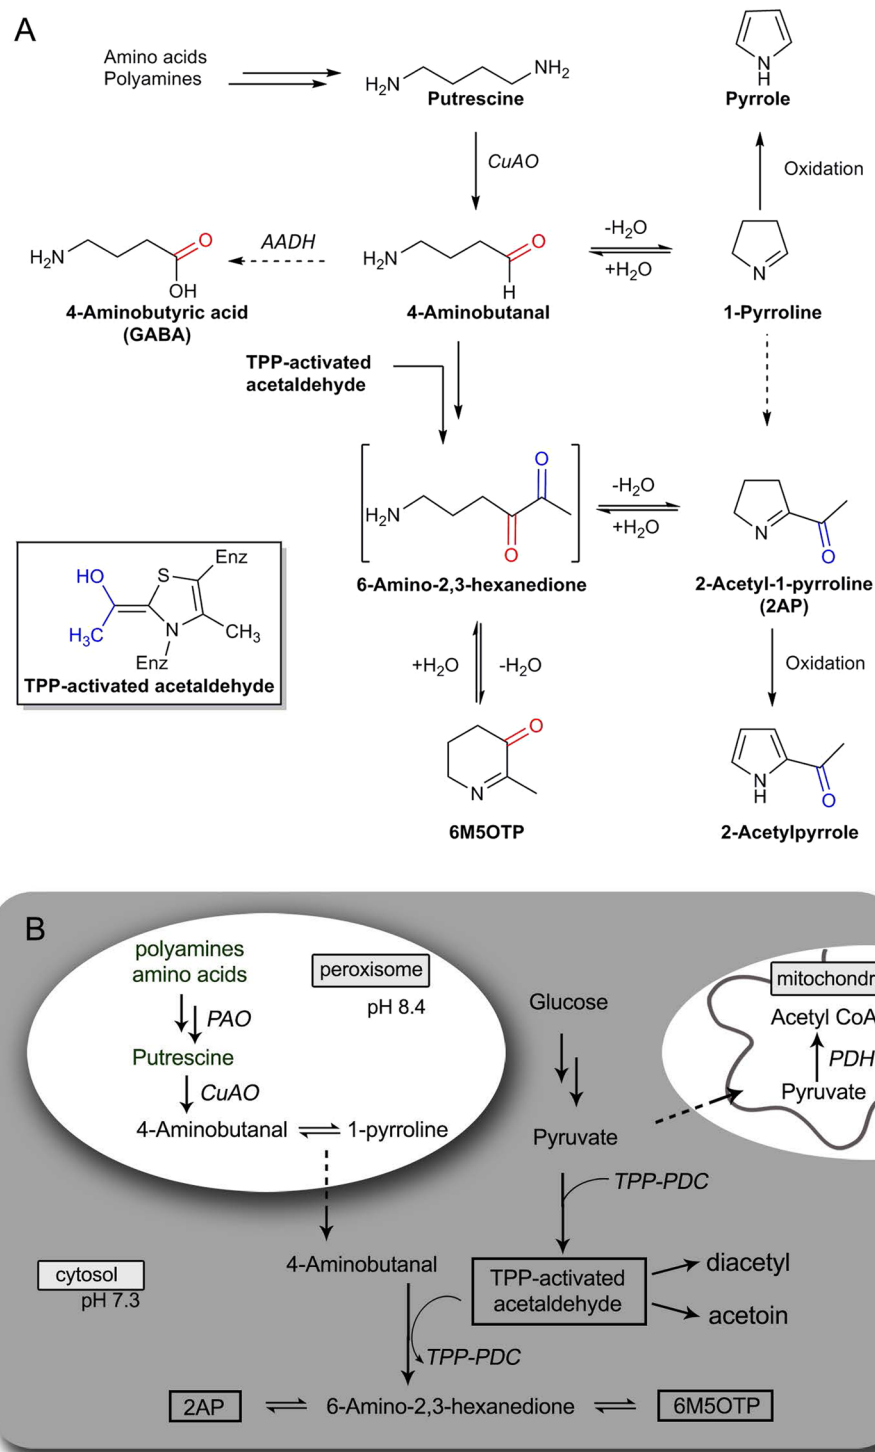 A
Amino acids
Polyamines
H₂N
NH₂
Putrescine
N
H
Pyrrole
CuAO
Oxidation
H₂N
O
OH
4-Aminobutyric acid
(GABA)
AADH
H₂N
O
H
4-Aminobutanal
-H₂O
+H₂O
N
1-Pyrroline
TPP-activated
acetaldehyde
H₂N
O
O
6-Amino-2,3-hexanedione
-H₂O
+H₂O
N
O
2-Acetyl-1-pyrroline
(2AP)
Enz
HO
S
H₃C
N
CH₃
Enz
TPP-activated acetaldehyde
+H₂O
-H₂O
Oxidation
O
N
6M5OTP
N
H
O
2-Acetylpyrrole
B
polyamines
amino acids
peroxisome
pH 8.4
PAO
Putrescine
CuAO
4-Aminobutanal
1-pyrroline
Glucose
Pyruvate
mitochondr
Acetyl CoA
PDH
Pyruvate
TPP-PDC
cytosol
pH 7.3
4-Aminobutanal
TPP-activated
acetaldehyde
diacetyl
acetoin
TPP-PDC
2AP
6-Amino-2,3-hexanedione
6M5OTP